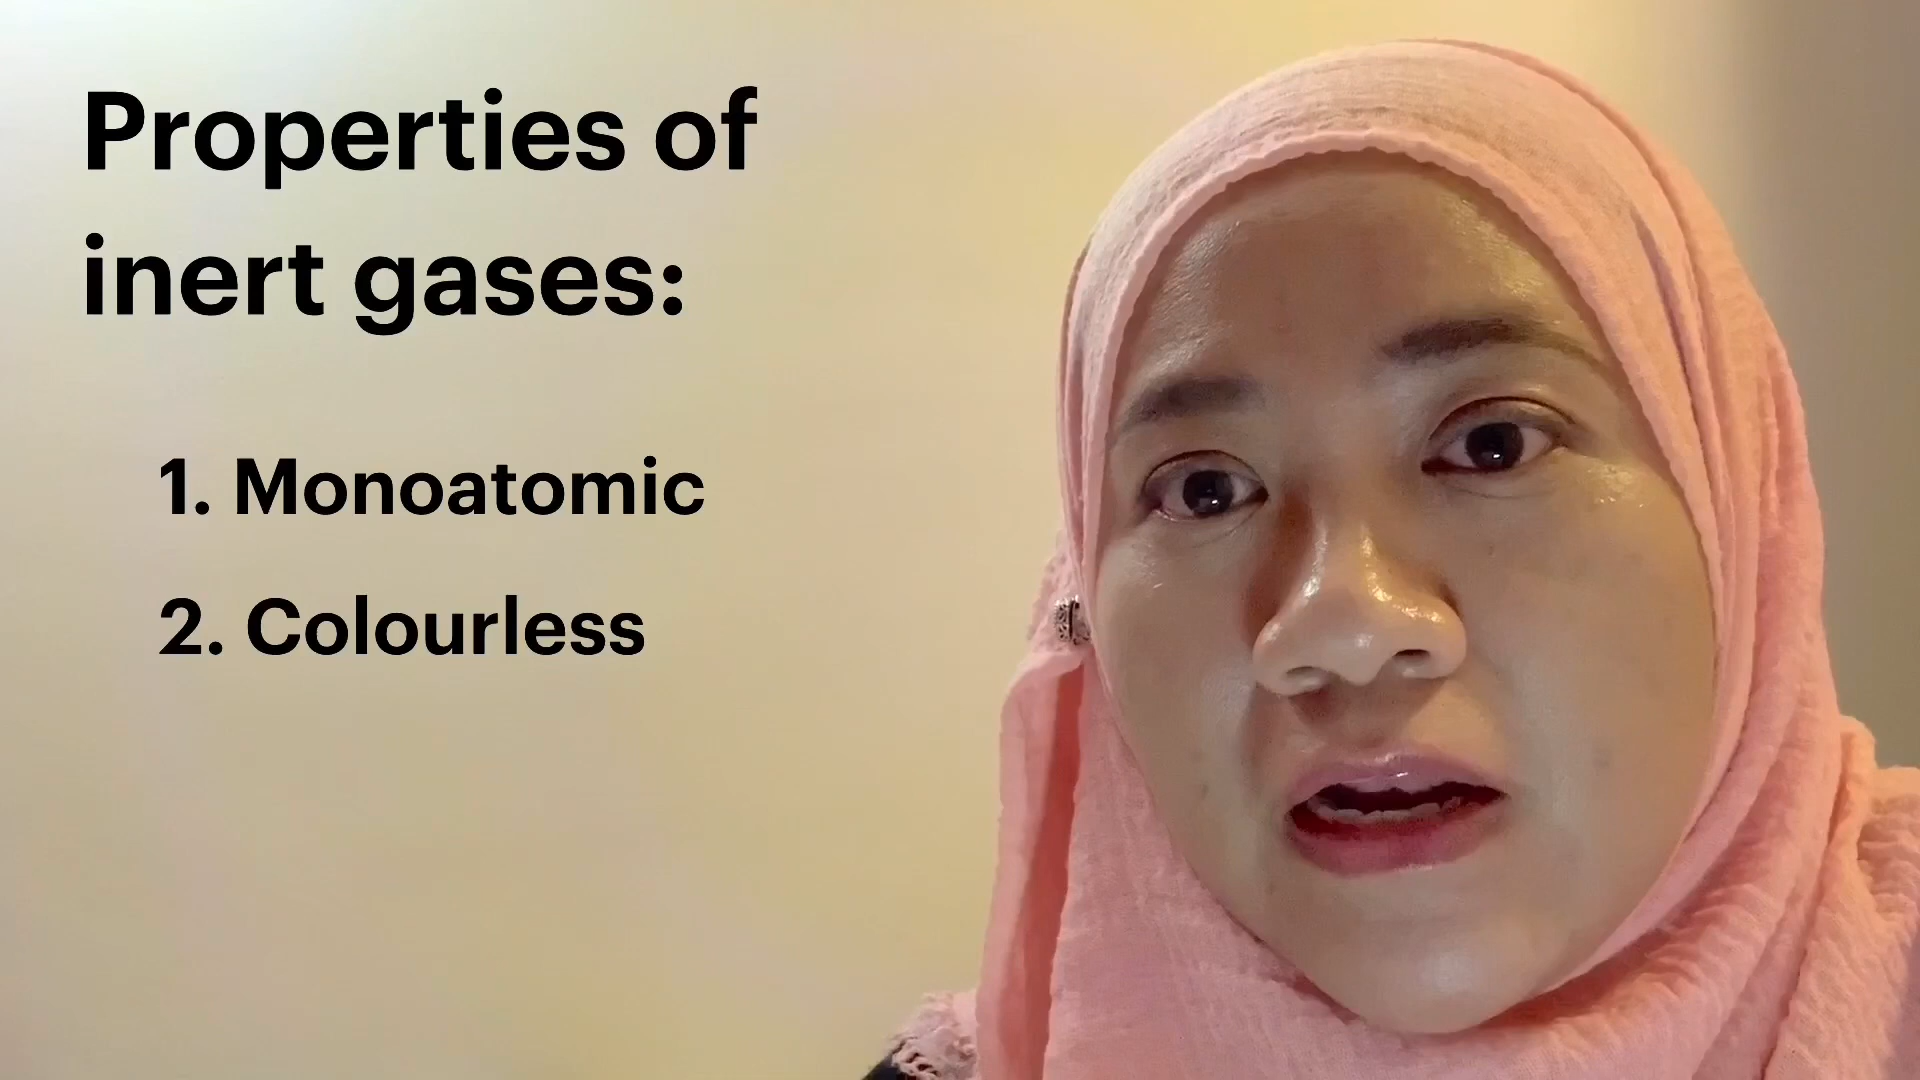 Properties of
inert gases:
1. Monoatomic
2. Colourless